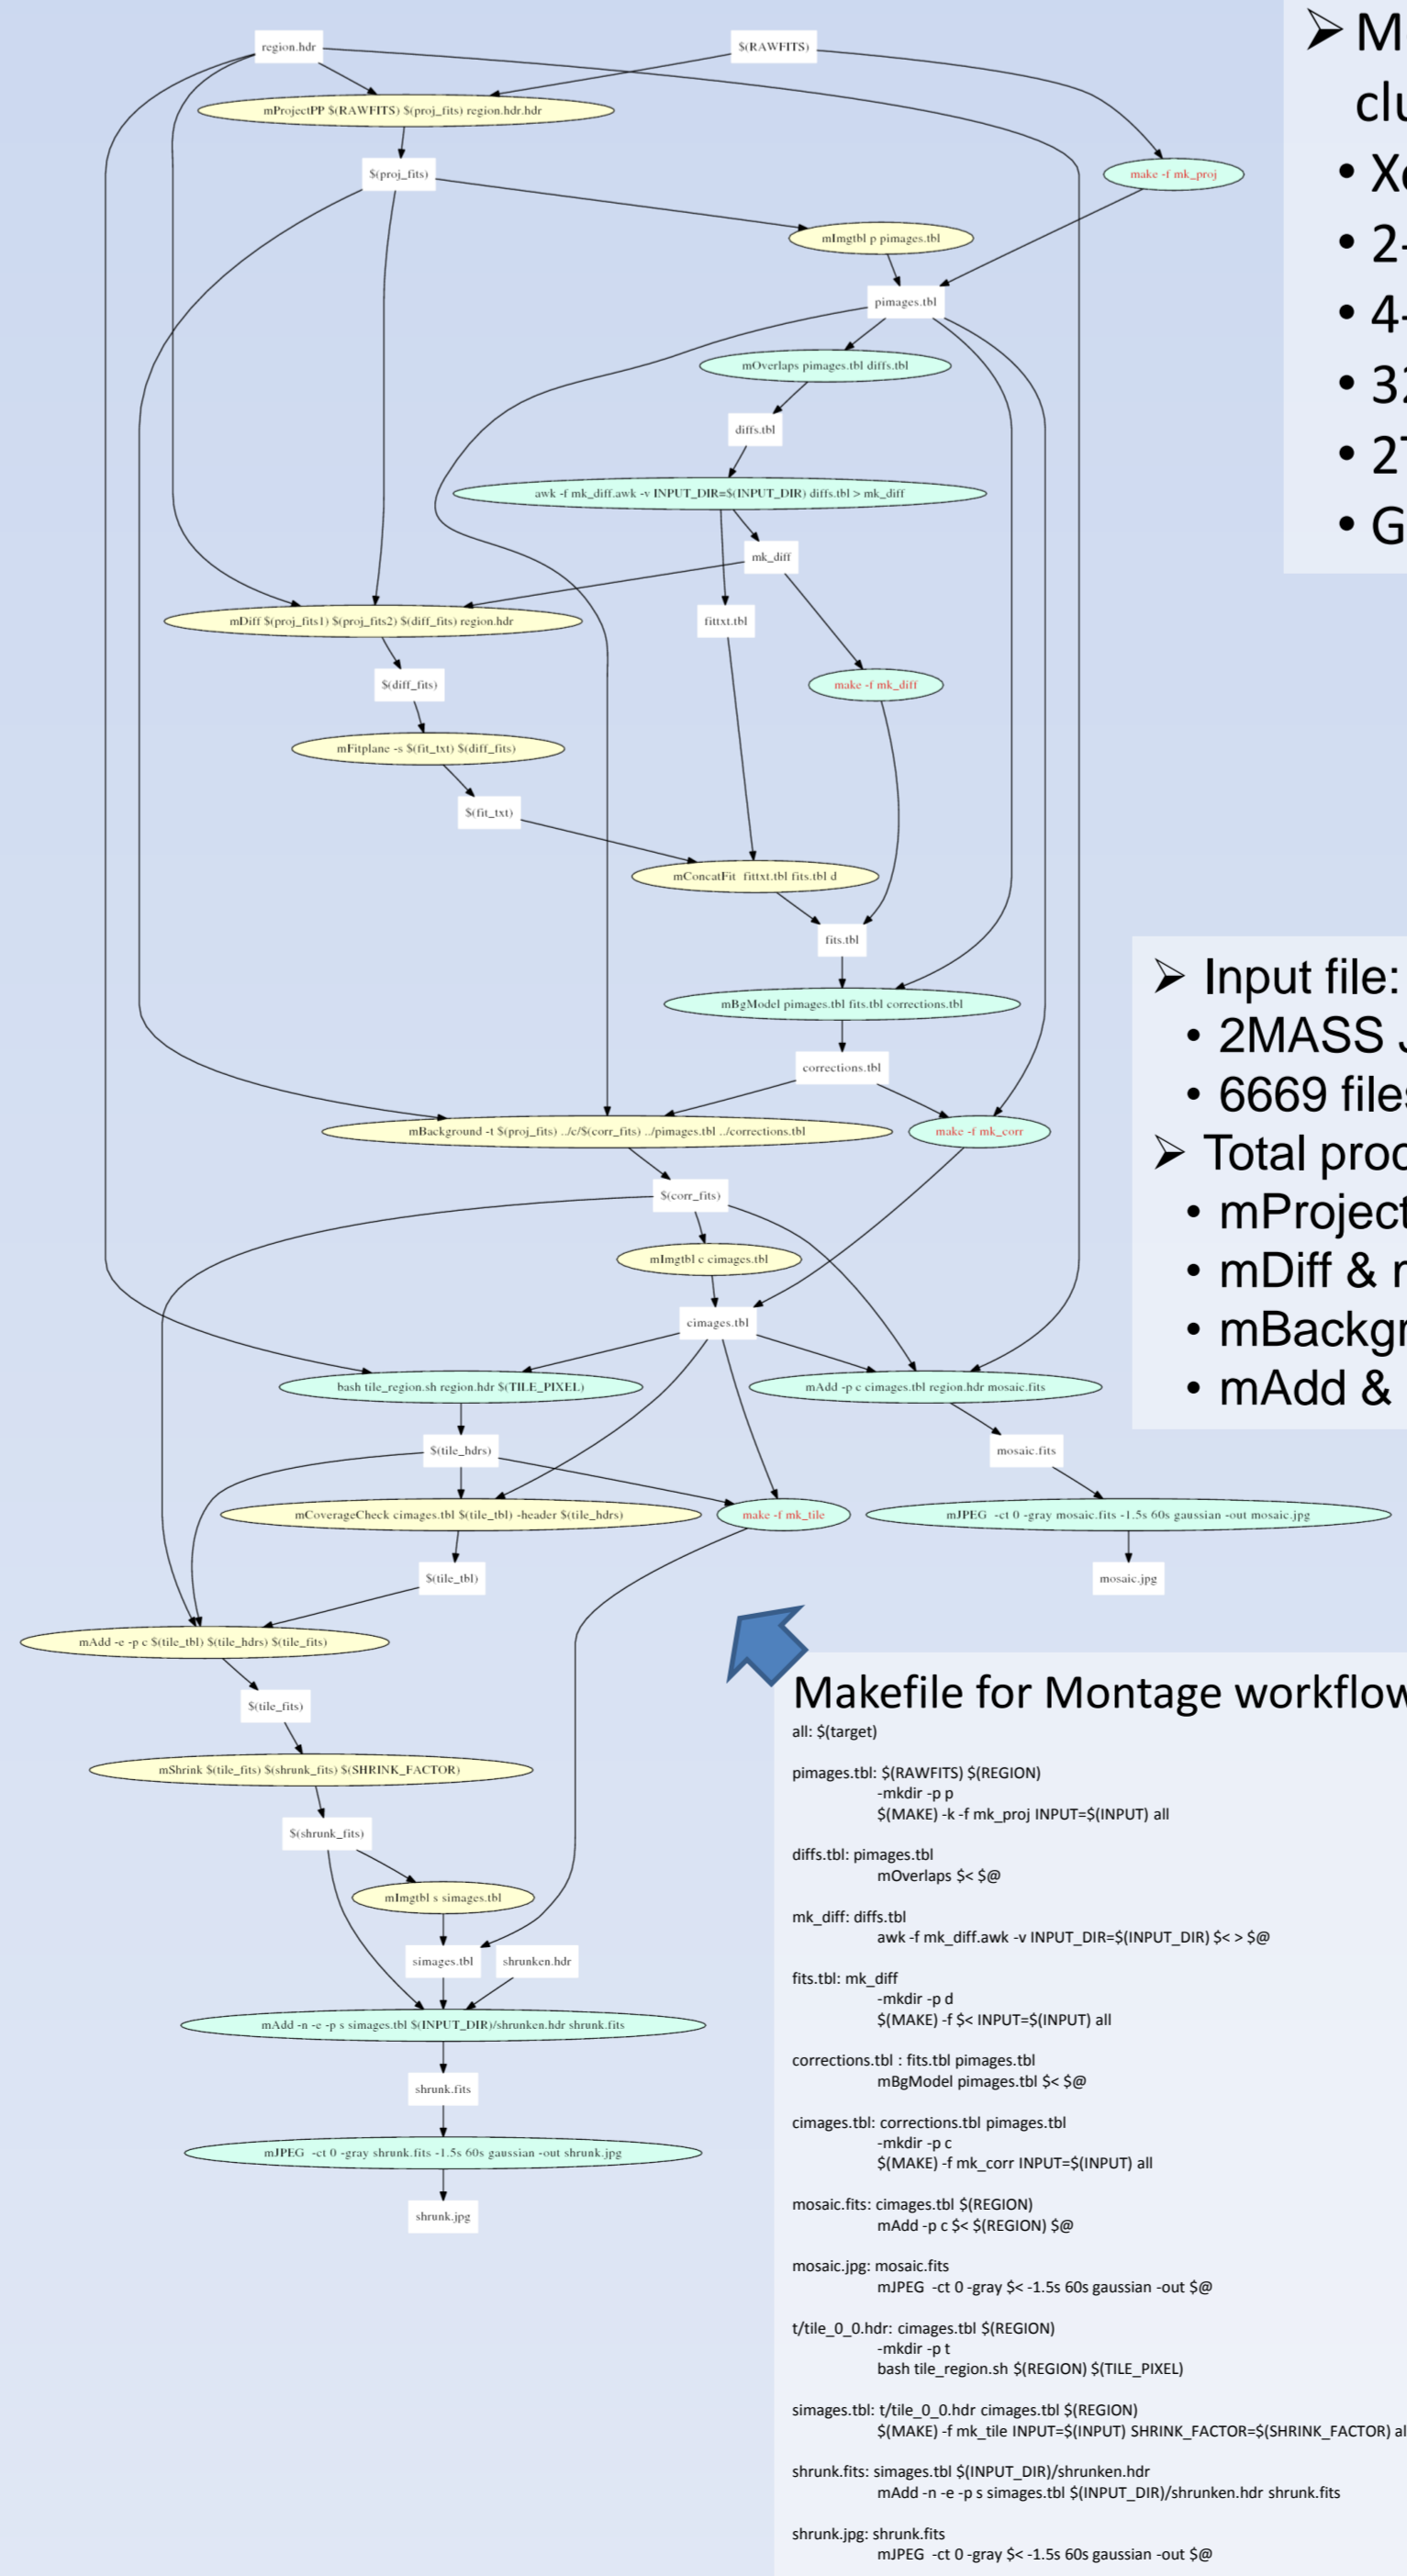 region.hdr
$(RAWFITS)
mProjectPP $(RAWFITS) $(proj_fits) region.hdr.hdr
$(proj_fits)
make -f mk_proj
mImgtbl p pimages.tbl
pimages.tbl
mOverlaps pimages.tbl diffs.tbl
diffs.tbl
awk -f mk_diff.awk -v INPUT_DIR=$(INPUT_DIR) diffs.tbl > mk_diff
mk_diff
mDiff $(proj_fits1) $(proj_fits2) $(diff_fits) region.hdr
fittxt.tbl
$(diff_fits)
make -f mk_diff
mFitplane -s $(fit_txt) $(diff_fits)
$(fit_txt)
mConcatFit  fittxt.tbl fits.tbl d
fits.tbl
mBgModel pimages.tbl fits.tbl corrections.tbl
corrections.tbl
mBackground -t $(proj_fits) ../c/$(corr_fits) ../pimages.tbl ../corrections.tbl
make -f mk_corr
$(corr_fits)
mImgtbl c cimages.tbl
cimages.tbl
bash tile_region.sh region.hdr $(TILE_PIXEL)
mAdd -p c cimages.tbl region.hdr mosaic.fits
$(tile_hdrs)
mosaic.fits
mCoverageCheck cimages.tbl $(tile_tbl) -header $(tile_hdrs)
make -f mk_tile
mJPEG  -ct 0 -gray mosaic.fits -1.5s 60s gaussian -out mosaic.jpg
$(tile_tbl)
mosaic.jpg
mAdd -e -p c $(tile_tbl) $(tile_hdrs) $(tile_fits)
$(tile_fits)
mShrink $(tile_fits) $(shrunk_fits) $(SHRINK_FACTOR)
$(shrunk_fits)
mImgtbl s simages.tbl
simages.tbl
shrunken.hdr
mAdd -n -e -p s simages.tbl $(INPUT_DIR)/shrunken.hdr shrunk.fits
shrunk.fits
mJPEG  -ct 0 -gray shrunk.fits -1.5s 60s gaussian -out shrunk.jpg
shrunk.jpg
➢ M
clu
• Xe
• 2-
• 4-
• 32
• 2T
• G
➢ Input file:
• 2MASS
• 6669 files
➢ Total proc
• mProject
• mDiff &
• mBackgr
• mAdd &
Makefile for Montage workflow
all: $(target)
pimages.tbl: $(RAWFITS) $(REGION)
-mkdir -p p
$(MAKE) -k -f mk_proj INPUT=$(INPUT) all
diffs.tbl: pimages.tbl
mOverlaps $< $@
mk_diff: diffs.tbl
awk -f mk_diff.awk -v INPUT_DIR=$(INPUT_DIR) $< > $@
fits.tbl: mk_diff
-mkdir -p d
$(MAKE) -f $< INPUT=$(INPUT) all
corrections.tbl : fits.tbl pimages.tbl
mBgModel pimages.tbl $< $@
cimages.tbl: corrections.tbl pimages.tbl
-mkdir -p c
$(MAKE) -f mk_corr INPUT=$(INPUT) all
mosaic.fits: cimages.tbl $(REGION)
mAdd -p c $< $(REGION) $@
mosaic.jpg: mosaic.fits
mJPEG  -ct 0 -gray $< -1.5s 60s gaussian -out $@
t/tile_0_0.hdr: cimages.tbl $(REGION)
-mkdir -p t
bash tile_region.sh $(REGION) $(TILE_PIXEL)
simages.tbl: t/tile_0_0.hdr cimages.tbl $(REGION)
$(MAKE) -f mk_tile INPUT=$(INPUT) SHRINK_FACTOR=$(SHRINK_FACTOR) al
shrunk.fits: simages.tbl $(INPUT_DIR)/shrunken.hdr
mAdd -n -e -p s simages.tbl $(INPUT_DIR)/shrunken.hdr shrunk.fits
shrunk.jpg: shrunk.fits
mJPEG  -ct 0 -gray $< -1.5s 60s gaussian -out $@